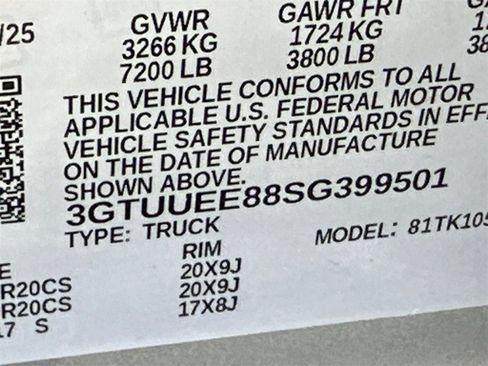 /25 GVWR GAWR FRT
3266 KG 1724 KG
7200 LB 3800 LB
THIS VEHICLE CONFORMS TO ALL
APPLICABLE U.S. FEDERAL MOTOR
VEHICLE SAFETY STANDARDS IN EFF
ON THE DATE OF MANUFACTURE
SHOWN ABOVE.
3GTUUEE88SG399501
TYPE: TRUCK MODEL: 81TK105
E RIM
R20CS 20X9J
R20CS 20X9J
17 S 17X8J